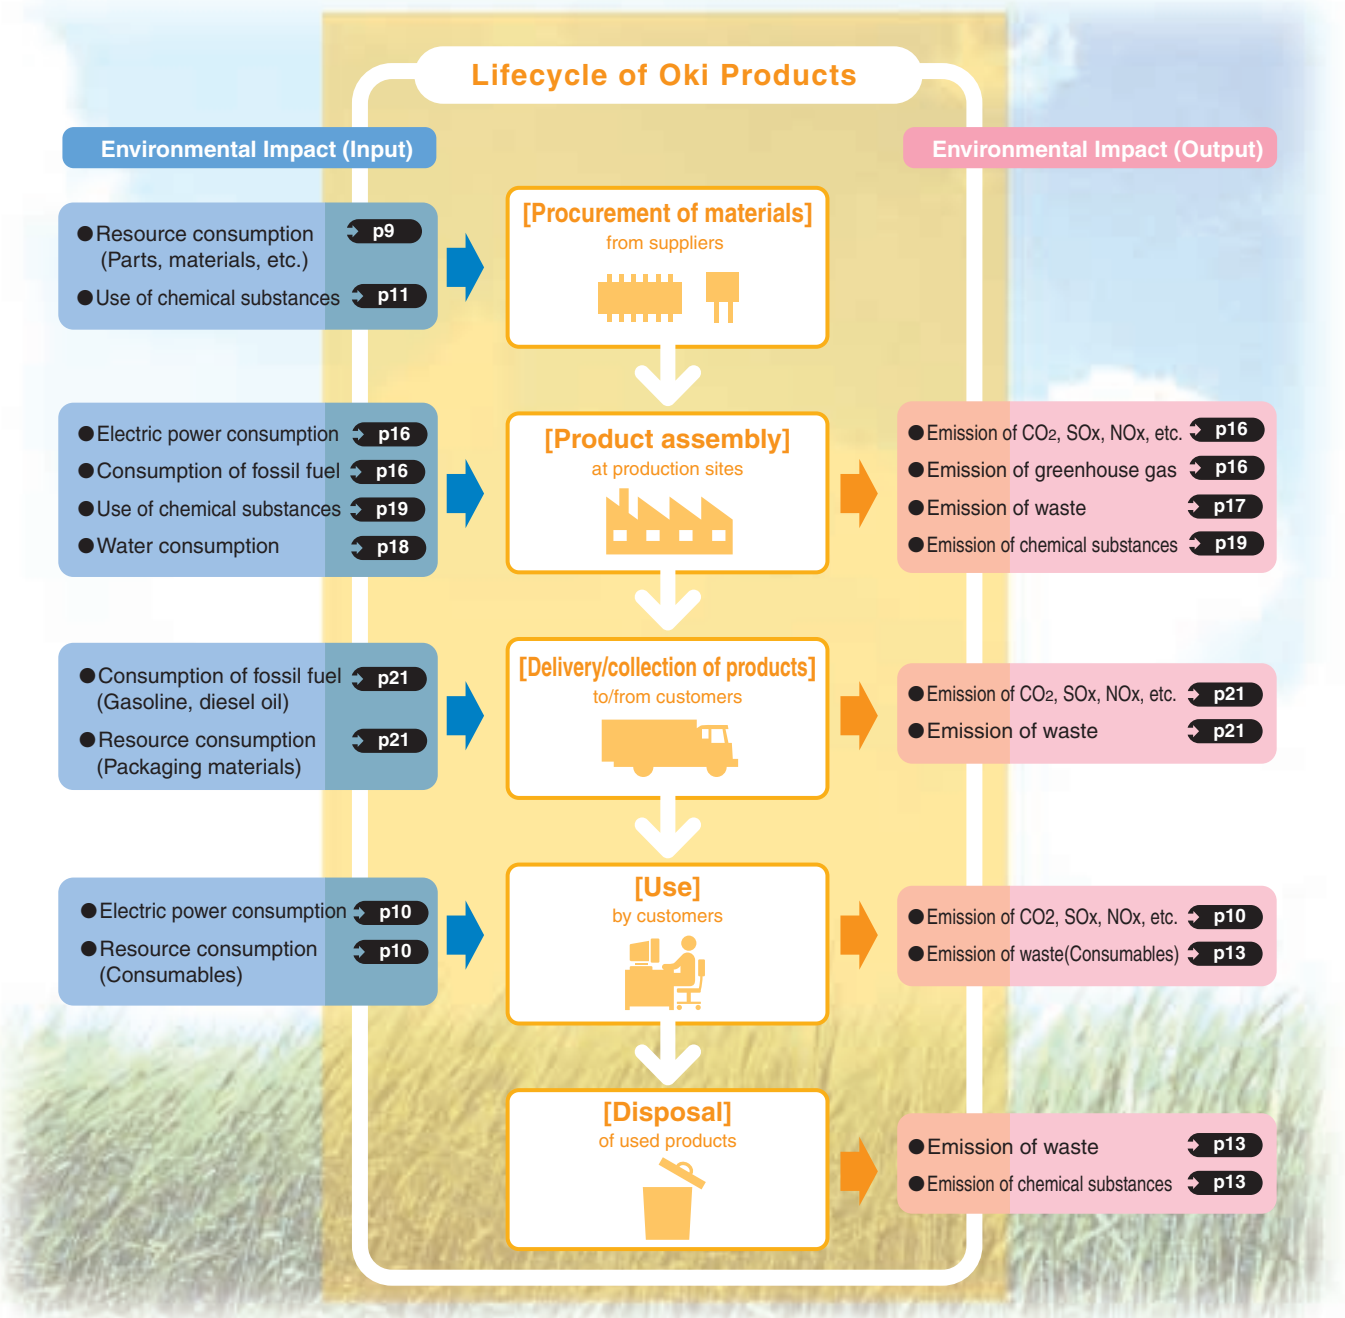 Lifecycle of Oki Products
Environmental Impact (Input)
Environmental Impact (Output)
●Resource consumption p9
(Parts, materials, etc.)
●Use of chemical substances p11
[Procurement of materials]
from suppliers
●Electric power consumption p16
●Consumption of fossil fuel p16
●Use of chemical substances p19
●Water consumption p18
[Product assembly]
at production sites
●Emission of CO2, SOx, NOx, etc. p16
●Emission of greenhouse gas p16
●Emission of waste p17
●Emission of chemical substances p19
●Consumption of fossil fuel p21
(Gasoline, diesel oil)
●Resource consumption p21
(Packaging materials)
[Delivery/collection of products]
to/from customers
●Emission of CO2, SOx, NOx, etc. p21
●Emission of waste p21
●Electric power consumption p10
●Resource consumption p10
(Consumables)
[Use]
by customers
●Emission of CO2, SOx, NOx, etc. p10
●Emission of waste(Consumables) p13
[Disposal]
of used products
●Emission of waste p13
●Emission of chemical substances p13